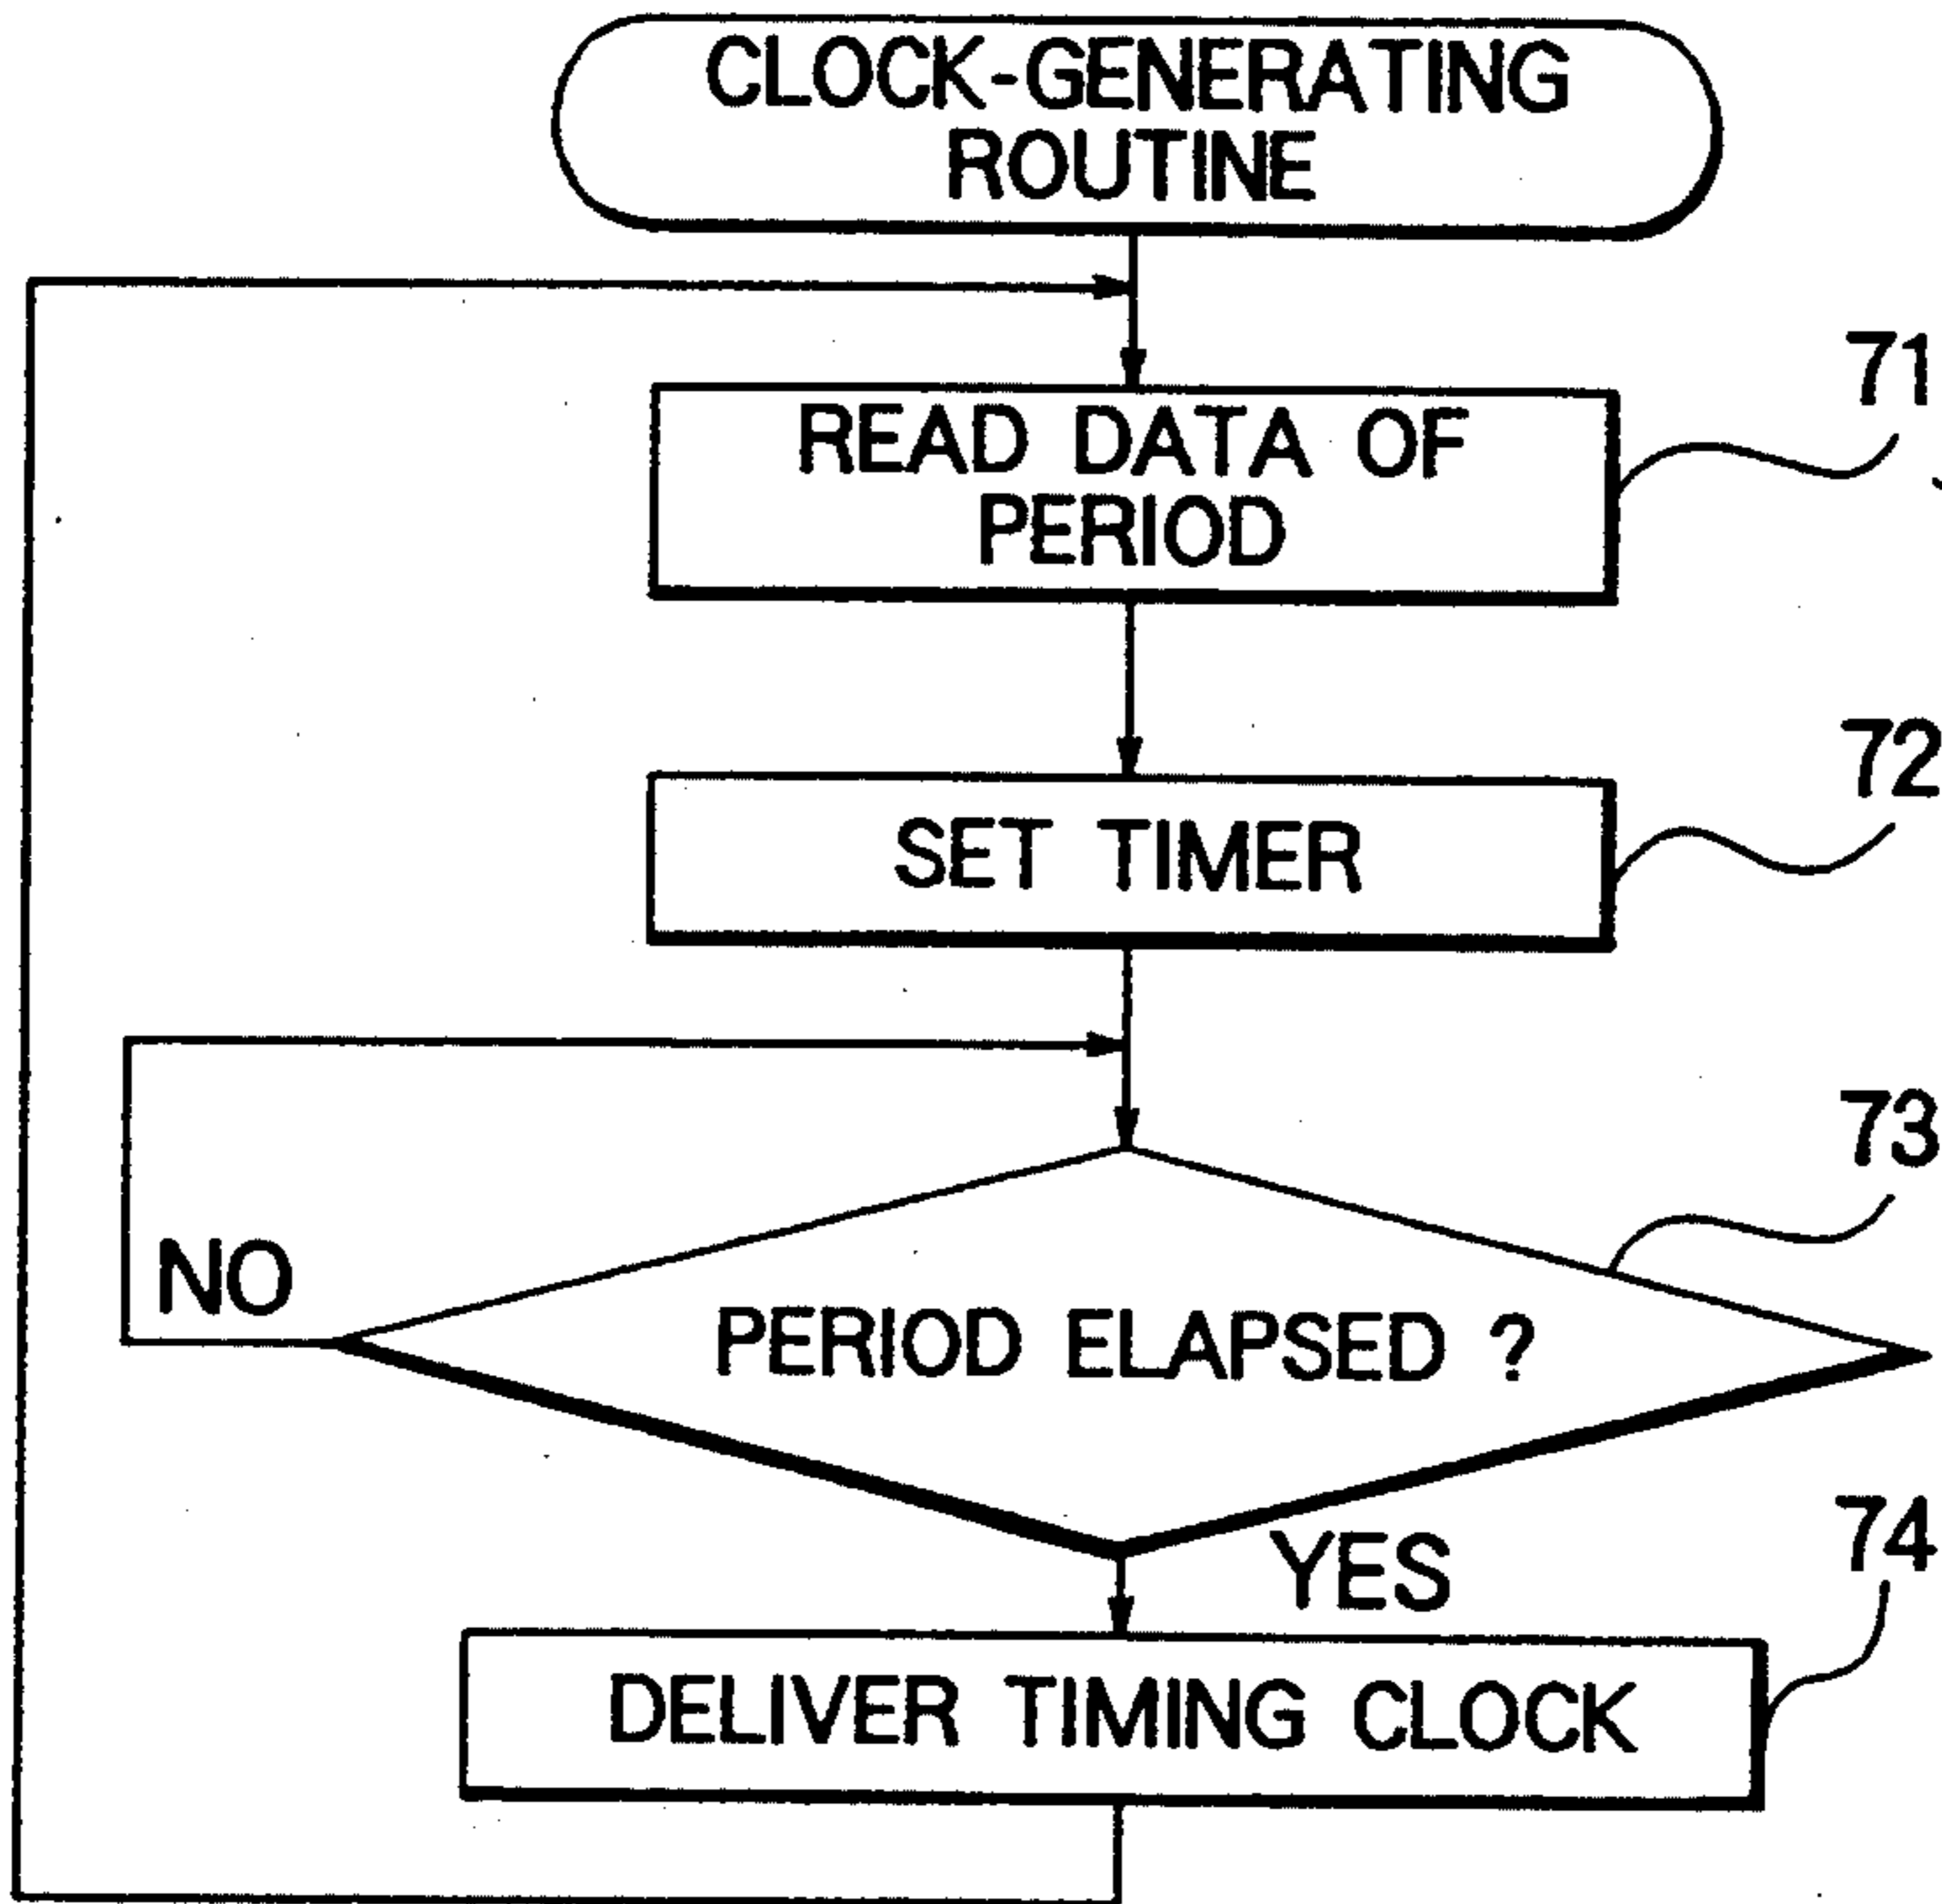 CLOCK-GENERATING
ROUTINE
71
READ DATA OF
PERIOD
72
SET TIMER
73
NO
PERIOD ELAPSED ?
YES
74
DELIVER TIMING CLOCK